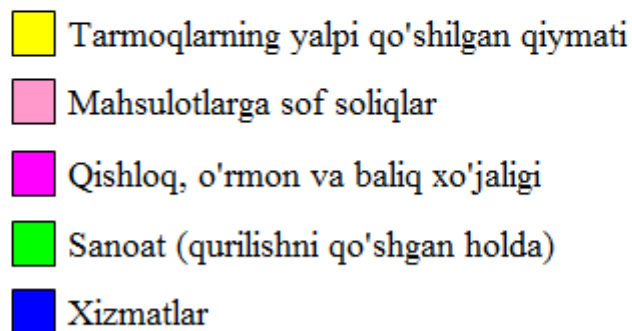 Tarmoqlarning yalpi qo'shilgan qiymati
Mahsulotlarga sof soliqlar
Qishloq, o'rmon va baliq xo'jaligi
Sanoat (qurilishni qo'shgan holda)
Xizmatlar